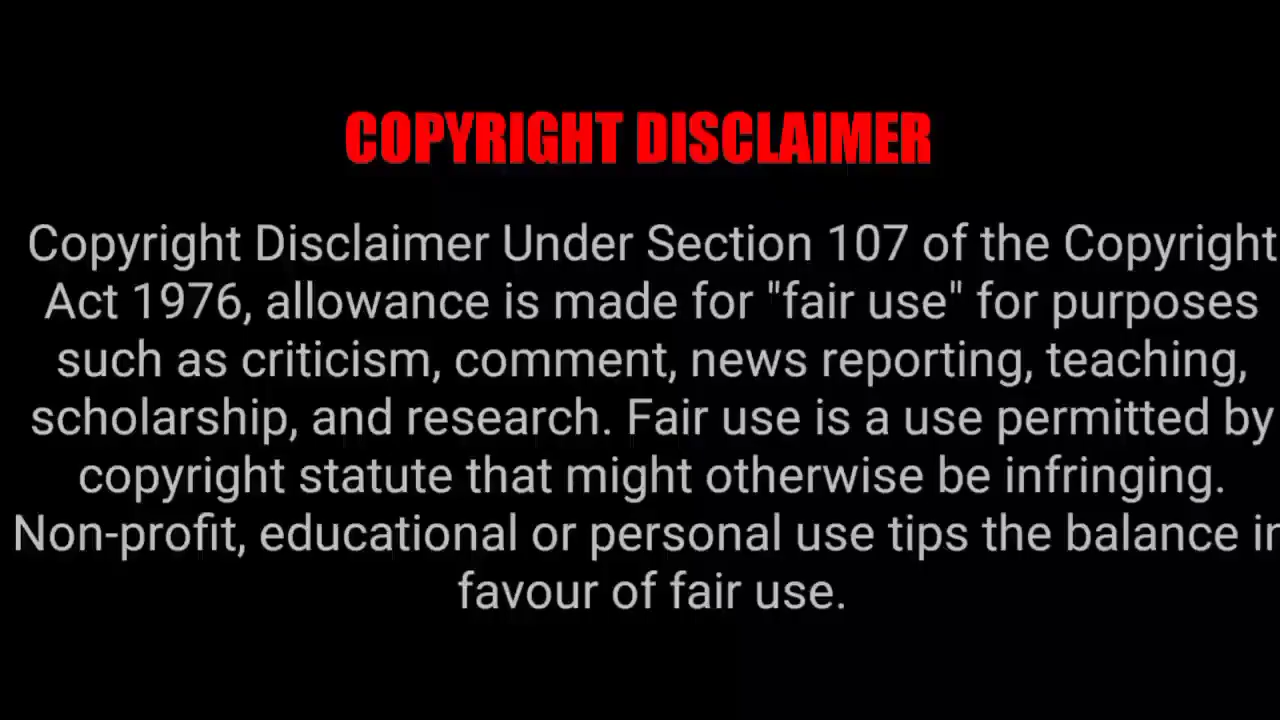 COPYRIGHT DISCLAIMER
Copyright Disclaimer Under Section 107 of the Copyright
Act 1976, allowance is made for "fair use" for purposes
such as criticism, comment, news reporting, teaching,
scholarship, and research. Fair use is a use permitted by
copyright statute that might otherwise be infringing.
Non-profit, educational or personal use tips the balance in
favour of fair use.